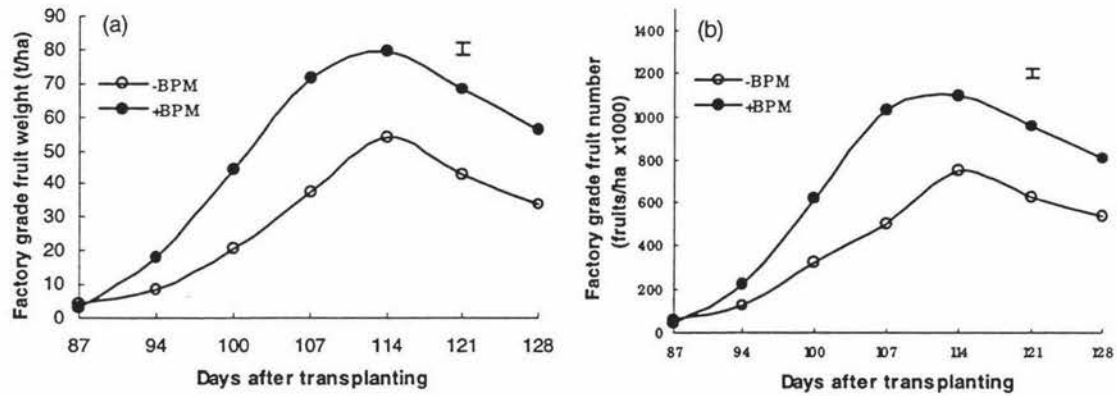 (a)
Factory grade fruit weight (t/ha)
90
80
70
60
50
40
30
20
10
0
-BPM
+BPM
87 94 100 107 114 121 128
Days after transplanting
(b)
Factory grade fruit number
(fruits/ha x1000)
1400
1200
1000
800
600
400
200
0
-BPM
+BPM
87 94 100 107 114 121 128
Days after transplanting